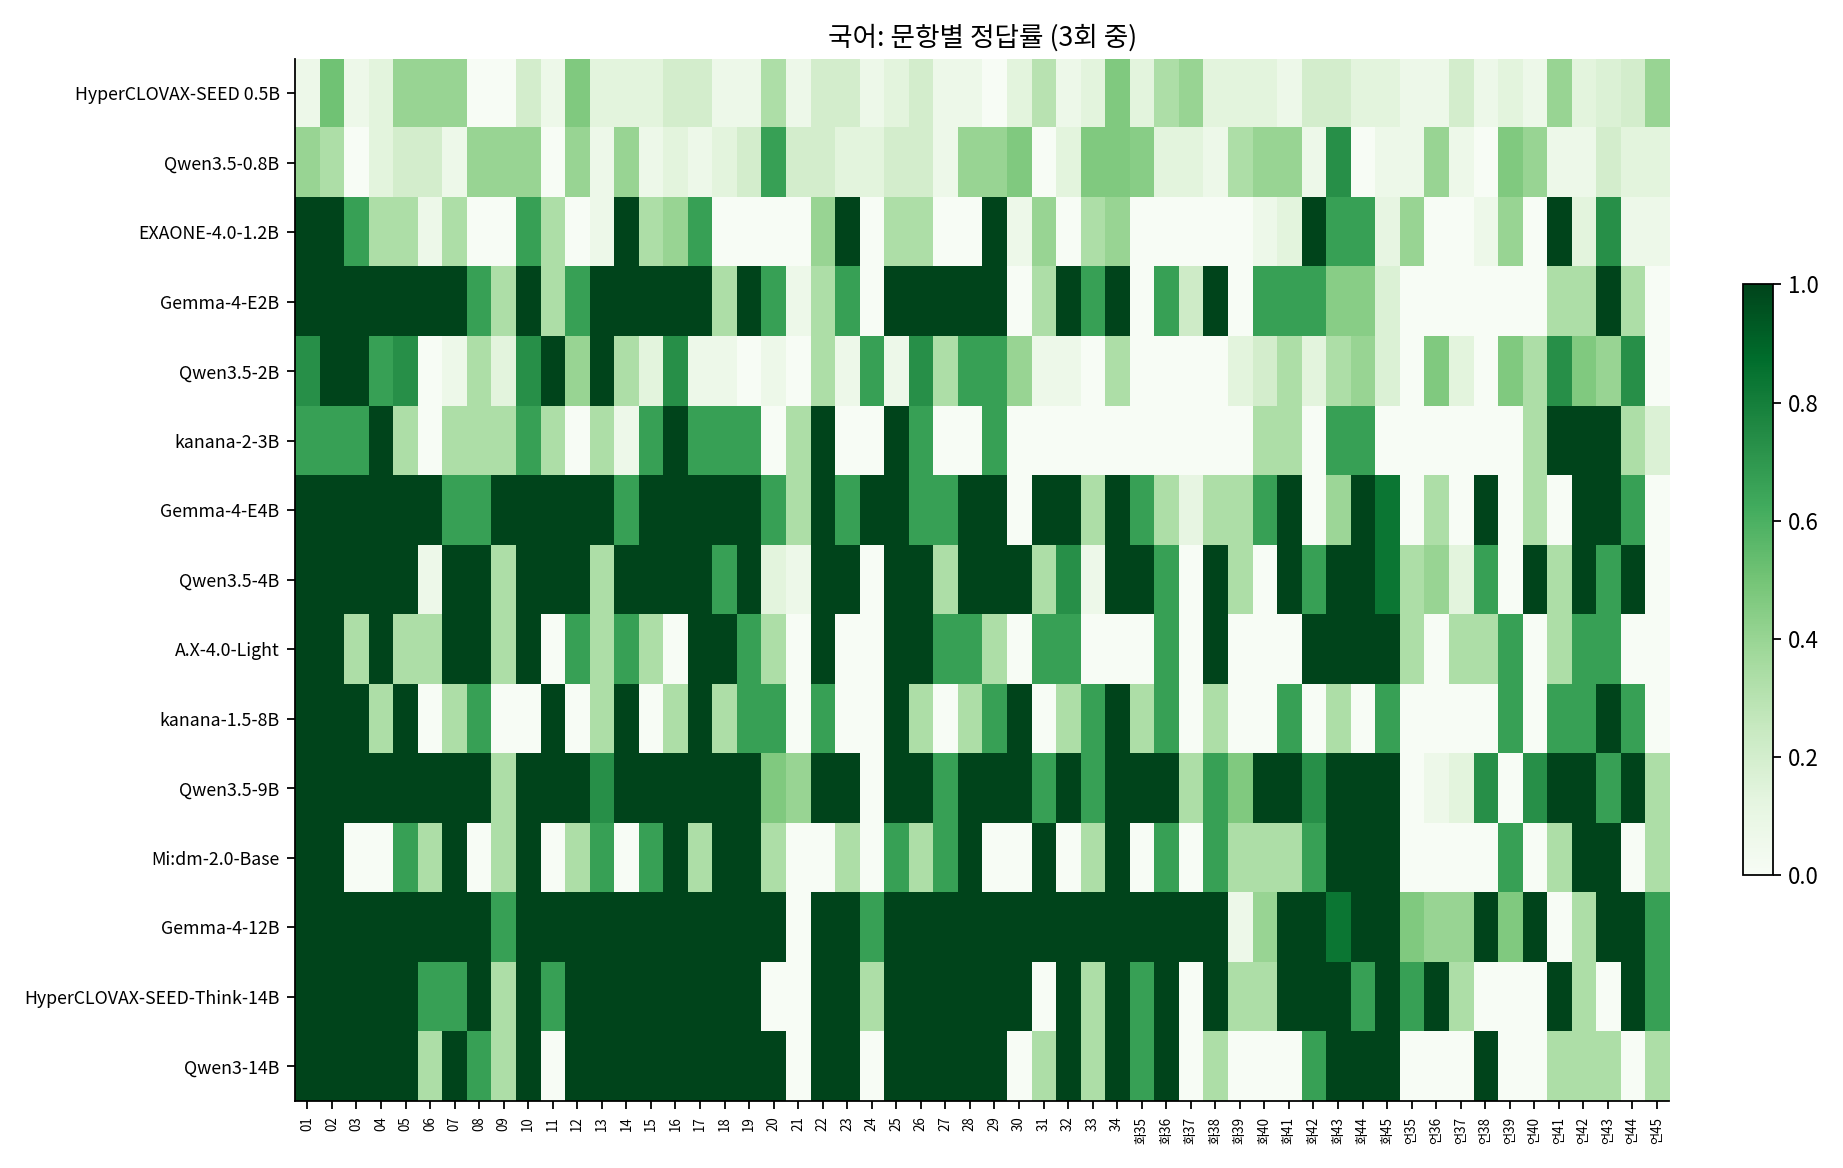 국어: 문항별 정답률 (3회 중)
HyperCLOVAX-SEED 0.5B
Qwen3.5-0.8B
EXAONE-4.0-1.2B
Gemma-4-E2B
Qwen3.5-2B
kanana-2-3B
Gemma-4-E4B
Qwen3.5-4B
A.X-4.0-Light
kanana-1.5-8B
Qwen3.5-9B
Mi:dm-2.0-Base
Gemma-4-12B
HyperCLOVAX-SEED-Think-14B
Qwen3-14B
01 02 03 04 05 06 07 08 09 10 11 12 13 14 15 16 17 18 19 20 21 22 23 24 25 26 27 28 29 30 31 32 33 34 화35 화36 화37 화38 화39 화40 화41 화42 화43 화44 화45 언35 언36 언37 언38 언39 언40 언41 언42 언43 언44 언45
1.0
0.8
0.6
0.4
0.2
0.0